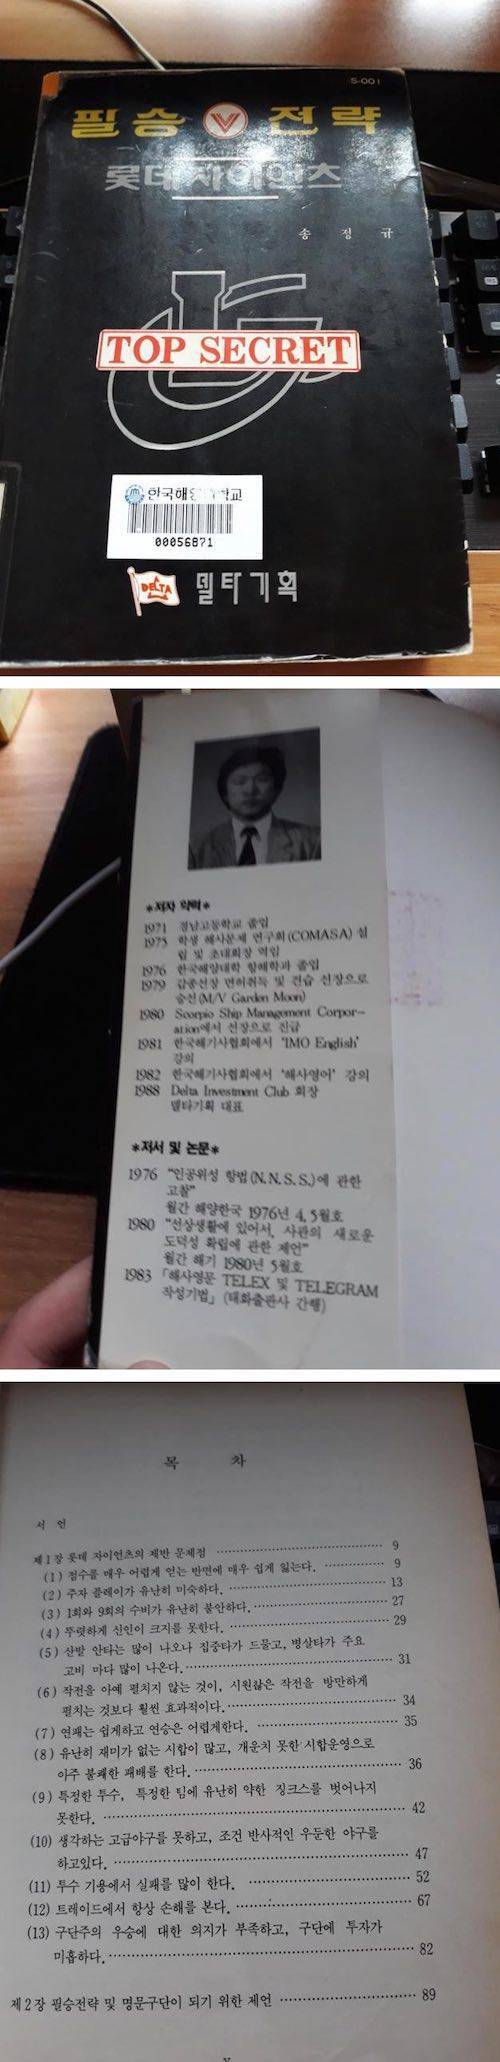 S-001
필승 V 전략
롯데 자이언츠
송 정 규
TOP SECRET
한국해양대학교
00056871
DELTA 델타기획
*저자 약력*
1971 경남고등학교 졸업
1975 학생 해사문제 연구회(COMASA) 설
립 및 초대회장 역임
1976 한국해양대학 항해학과 졸업
1979 갑종선장 면허취득 및 견습 선장으로
승선(M/V Garden Moon)
1980 Scorpio Ship Management Corpor-
ation에서 선장으로 진급
1981 한국해기사협회에서 'IMO English'
강의
1982 한국해기사협회에서 '해사영어' 강의
1988 Delta Investment Club 회장
델타기획 대표
*저서 및 논문*
1976 "인공위성 항법(N.N.S.S.)에 관한
고찰"
월간 해양한국 1976년 4, 5월호
1980 "선상생활에 있어서, 사관의 새로운
도덕성 확립에 관한 제언"
월간 해기 1980년 5월호
1983 「해사영문 TELEX 및 TELEGRAM
작성기법」(태화출판사 간행)
목 차
서 언
제1장 롯데 자이언츠의 제반 문제점 9
(1) 점수를 매우 어렵게 얻는 반면에 매우 쉽게 잃는다. 9
(2) 주자 플레이가 유난히 미숙하다. 13
(3) 1회와 9회의 수비가 유난히 불안하다. 27
(4) 뚜렷하게 신인이 크지를 못한다. 29
(5) 산발 안타는 많이 나오나 집중타가 드물고, 병살타가 주요
고비 마다 많이 나온다. 31
(6) 작전을 아예 펼치지 않는 것이, 시원찮은 작전을 방만하게
펼치는 것보다 훨씬 효과적이다. 34
(7) 연패는 쉽게하고 연승은 어렵게한다. 35
(8) 유난히 재미가 없는 시합이 많고, 개운치 못한 시합운영으로
아주 불쾌한 패배를 한다. 36
(9) 특정한 투수, 특정한 팀에 유난히 약한 징크스를 벗어나지
못한다. 42
(10) 생각하는 고급야구를 못하고, 조건 반사적인 우둔한 야구를
하고있다. 47
(11) 투수 기용에서 실패를 많이 한다. 52
(12) 트레이드에서 항상 손해를 본다. 67
(13) 구단주의 우승에 대한 의지가 부족하고, 구단에 투자가
미흡하다. 82
제2장 필승전략 및 명문구단이 되기 위한 제언 89
V